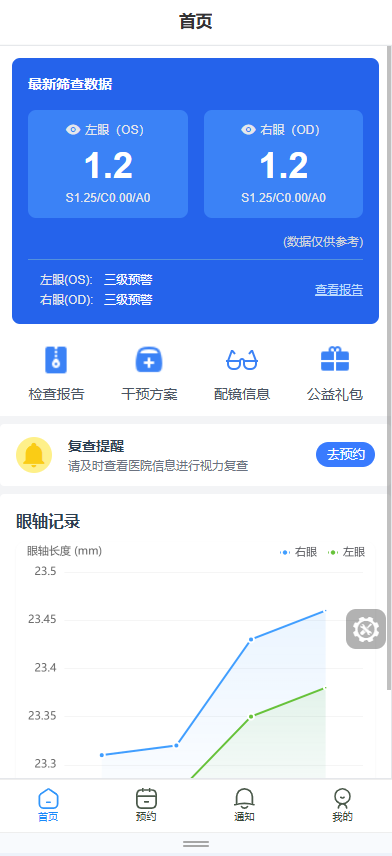 首页
最新筛查数据
左眼（OS） 右眼（OD）
1.2 1.2
S1.25/C0.00/A0 S1.25/C0.00/A0
(数据仅供参考)
左眼(OS): 三级预警
右眼(OD): 三级预警
查看报告
检查报告 干预方案 配镜信息 公益礼包
复查提醒
请及时查看医院信息进行视力复查
去预约
眼轴记录
眼轴长度 (mm) 右眼 左眼
23.5
23.45
23.4
23.35
23.3
首页 预约 通知 我的